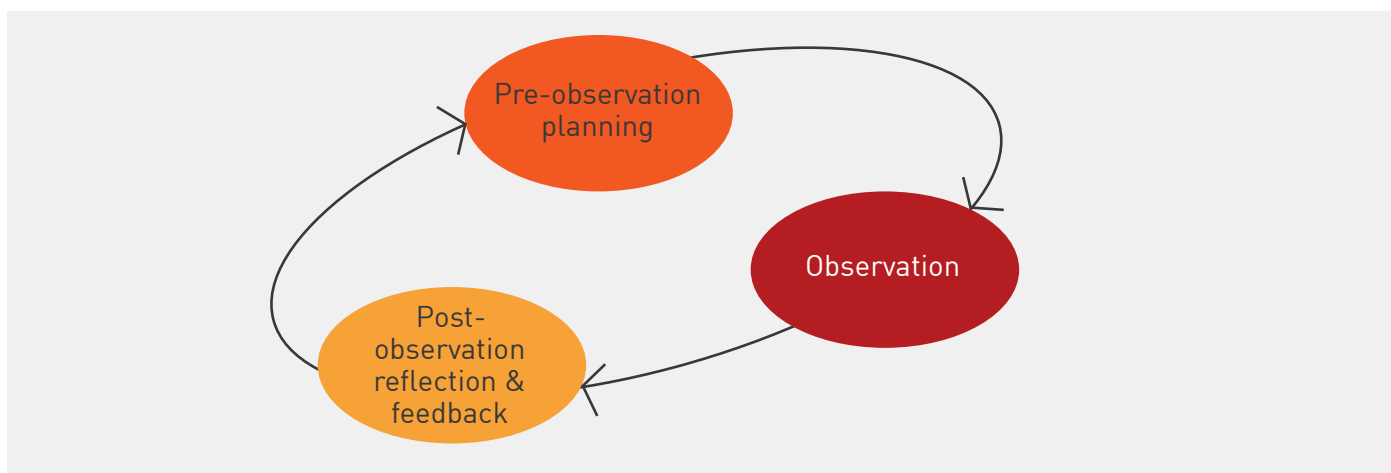 Pre-observation
planning
Observation
Post-
observation
reflection &
feedback